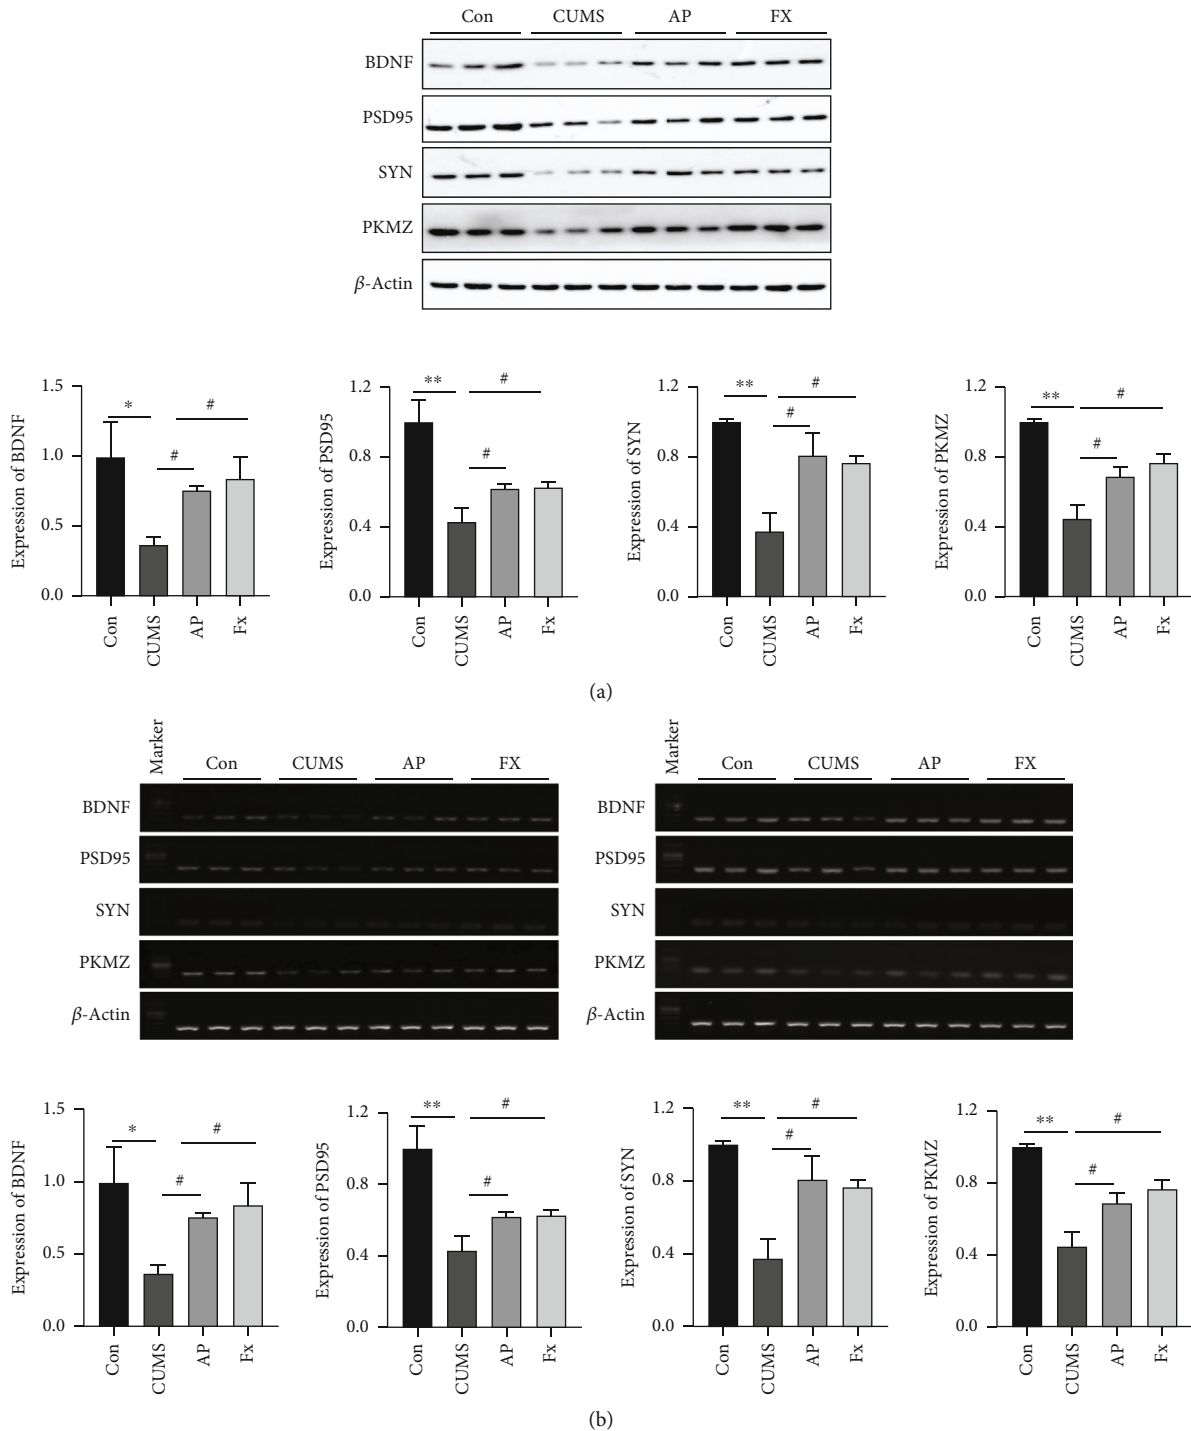 Con CUMS AP FX
BDNF
PSD95
SYN
PKMZ
β-Actin
Expression of BDNF
1.5
1.0
0.5
0.0
* # #
Con CUMS AP Fx
Expression of PSD95
1.2
0.8
0.4
0.0
** # #
Con CUMS AP Fx
Expression of SYN
1.2
0.8
0.4
0.0
** # #
Con CUMS AP Fx
Expression of PKMZ
1.2
0.8
0.4
0.0
** # #
Con CUMS AP Fx
(a)
Marker Con CUMS AP FX
BDNF
PSD95
SYN
PKMZ
β-Actin
Marker Con CUMS AP FX
BDNF
PSD95
SYN
PKMZ
β-Actin
Expression of BDNF
1.5
1.0
0.5
0.0
* # #
Con CUMS AP Fx
Expression of PSD95
1.2
0.8
0.4
0.0
** # #
Con CUMS AP Fx
Expression of SYN
1.2
0.8
0.4
0.0
** # #
Con CUMS AP Fx
Expression of PKMZ
1.2
0.8
0.4
0.0
** # #
Con CUMS AP Fx
(b)